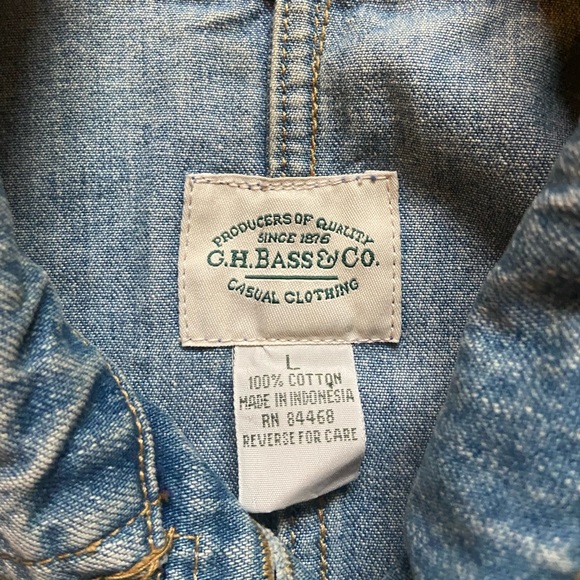 PRODUCERS OF QUALITY
SINCE 1876
G.H. BASS & CO.
CASUAL CLOTHING
L
100% COTTON
MADE IN INDONESIA
RN 84468
REVERSE FOR CARE